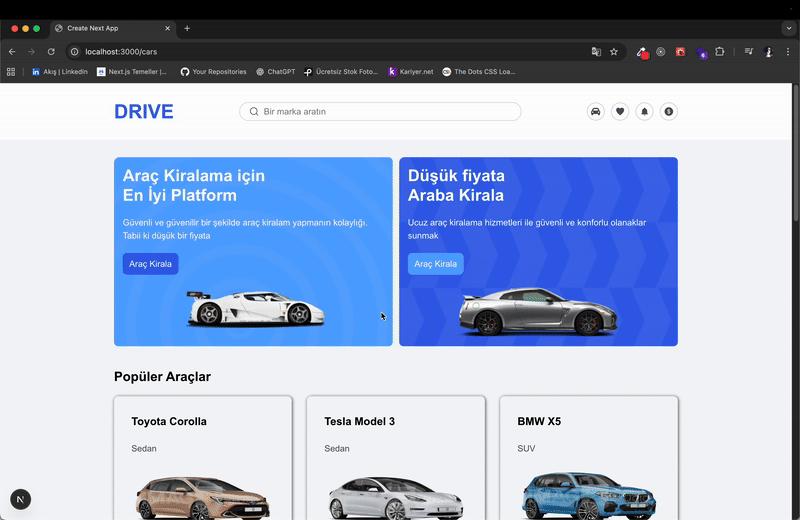 Create Next App
localhost:3000/cars
Akış | Linkedin
Next.js Temeller |...
Your Repositories
ChatGPT
Ücretsiz Stok Foto...
Kariyer.net
The Dots CSS Loa...
DRIVE
Bir marka aratın
Araç Kiralama için
En İyi Platform
Güvenli ve güvenilir bir şekilde araç kiralam yapmanın kolaylığı.
Tabii ki düşük bir fiyata
Araç Kirala
Düşük fiyata
Araba Kirala
Ucuz araç kiralama hizmetleri ile güvenli ve konforlu olanaklar
sunmak
Araç Kirala
Popüler Araçlar
Toyota Corolla
Sedan
Tesla Model 3
Sedan
BMW X5
SUV
N